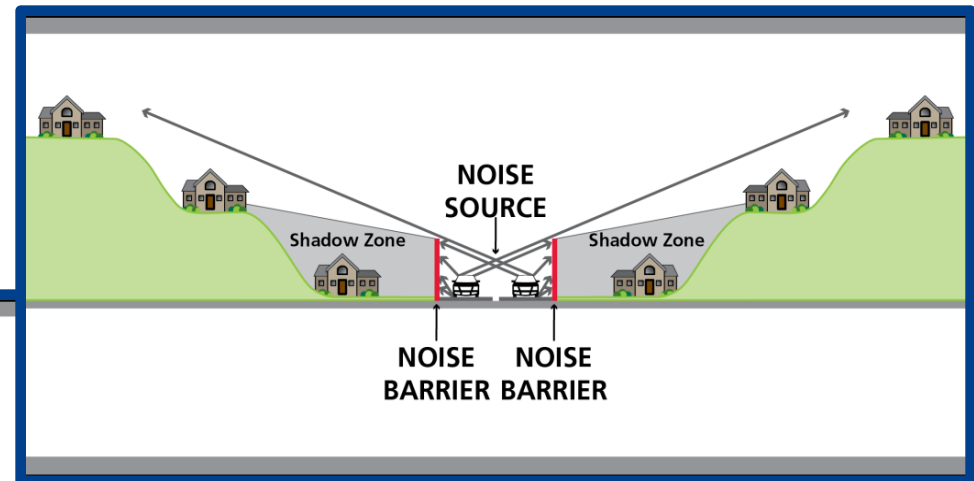 NOISE
SOURCE
Shadow Zone
Shadow Zone
NOISE
BARRIER
NOISE
BARRIER